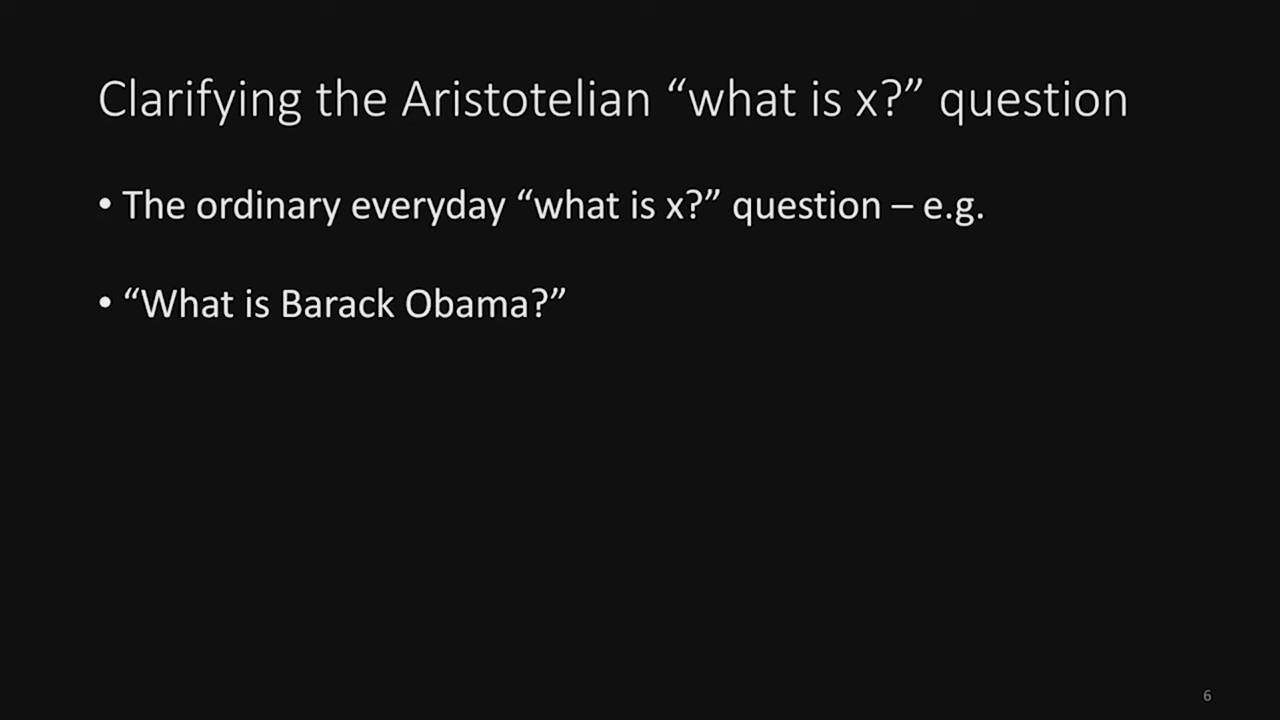 Clarifying the Aristotelian “what is x?” question
• The ordinary everyday “what is x?” question – e.g.
• “What is Barack Obama?”
6